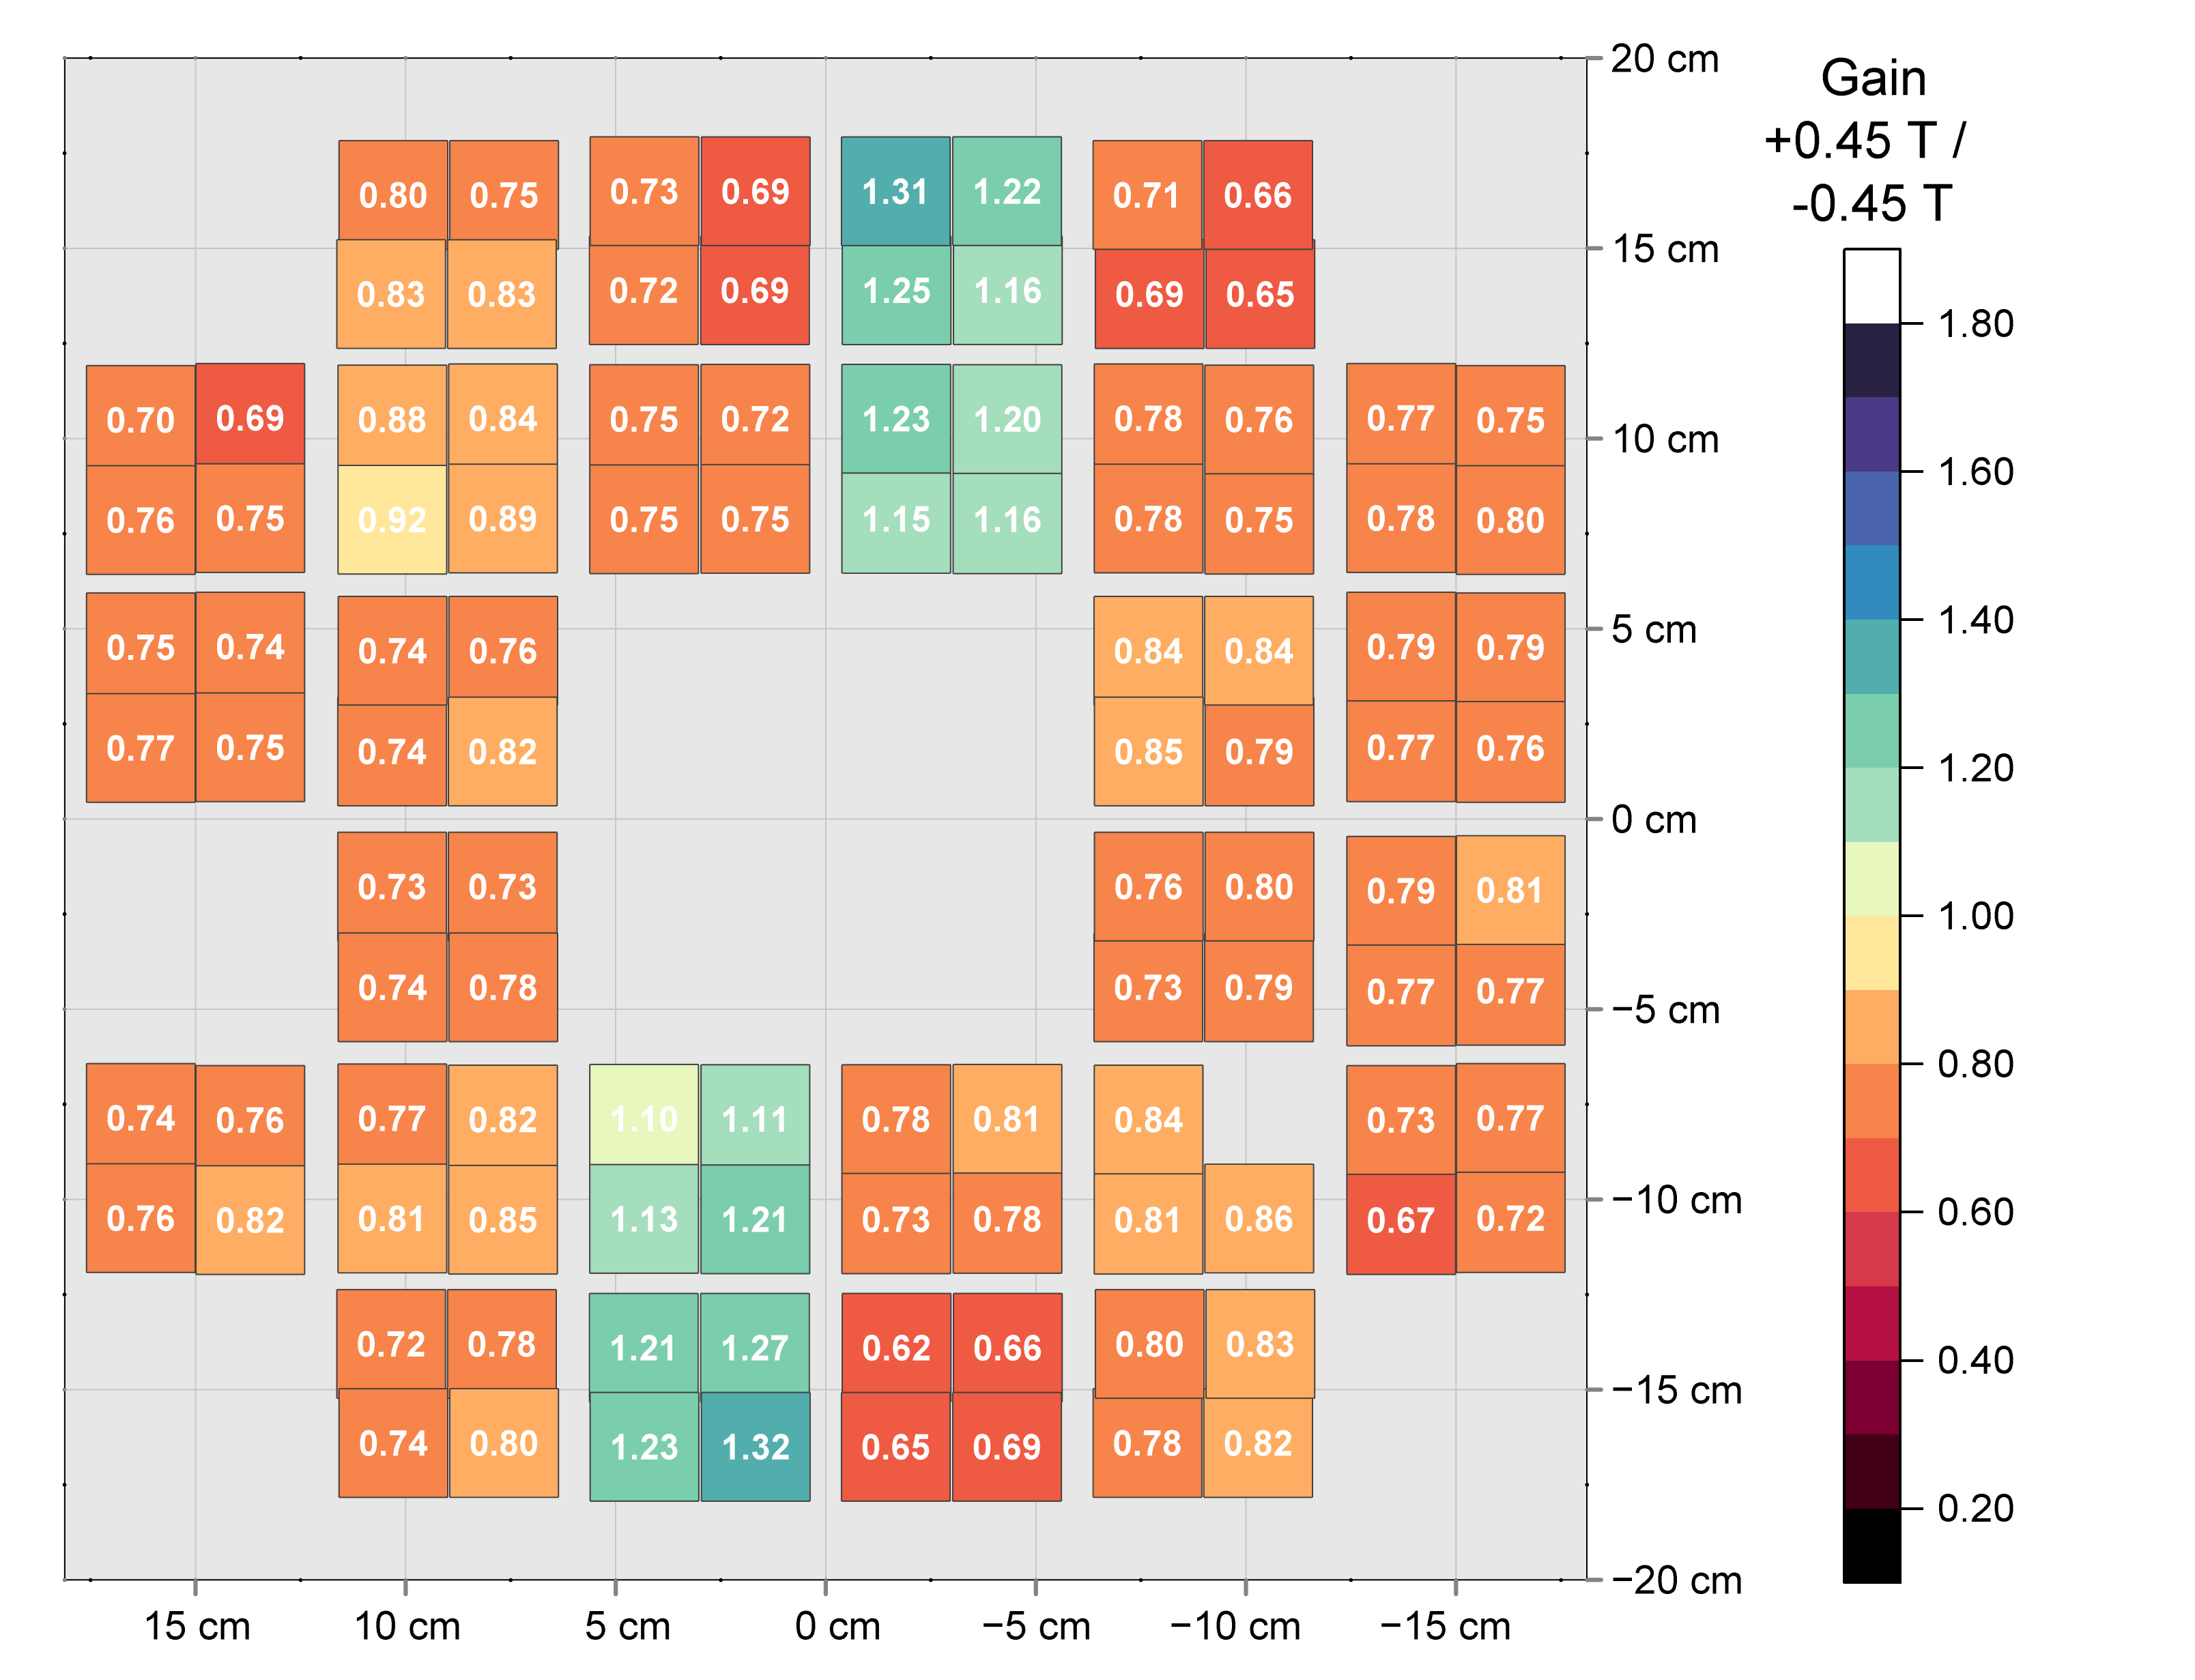 20 cm
Gain
+0.45 T /
-0.45 T
0.80 0.75 0.73 0.69 1.31 1.22 0.71 0.66
15 cm
0.83 0.83 0.72 0.69 1.25 1.16 0.69 0.65
1.80
0.70 0.69 0.88 0.84 0.75 0.72 1.23 1.20 0.78 0.76 0.77 0.75
10 cm
1.60
0.76 0.75 0.92 0.89 0.75 0.75 1.15 1.16 0.78 0.75 0.78 0.80
1.40
5 cm
0.75 0.74 0.74 0.76 0.84 0.84 0.79 0.79
0.77 0.75 0.74 0.82 0.85 0.79 0.77 0.76
1.20
0 cm
0.73 0.73 0.76 0.80 0.79 0.81
1.00
0.74 0.78 0.73 0.79 0.77 0.77
−5 cm
0.80
0.74 0.76 0.77 0.82 1.10 1.11 0.78 0.81 0.84 0.73 0.77
−10 cm
0.60
0.76 0.82 0.81 0.85 1.13 1.21 0.73 0.78 0.81 0.86 0.67 0.72
0.72 0.78 1.21 1.27 0.62 0.66 0.80 0.83
0.40
−15 cm
0.74 0.80 1.23 1.32 0.65 0.69 0.78 0.82
0.20
−20 cm
15 cm 10 cm 5 cm 0 cm −5 cm −10 cm −15 cm